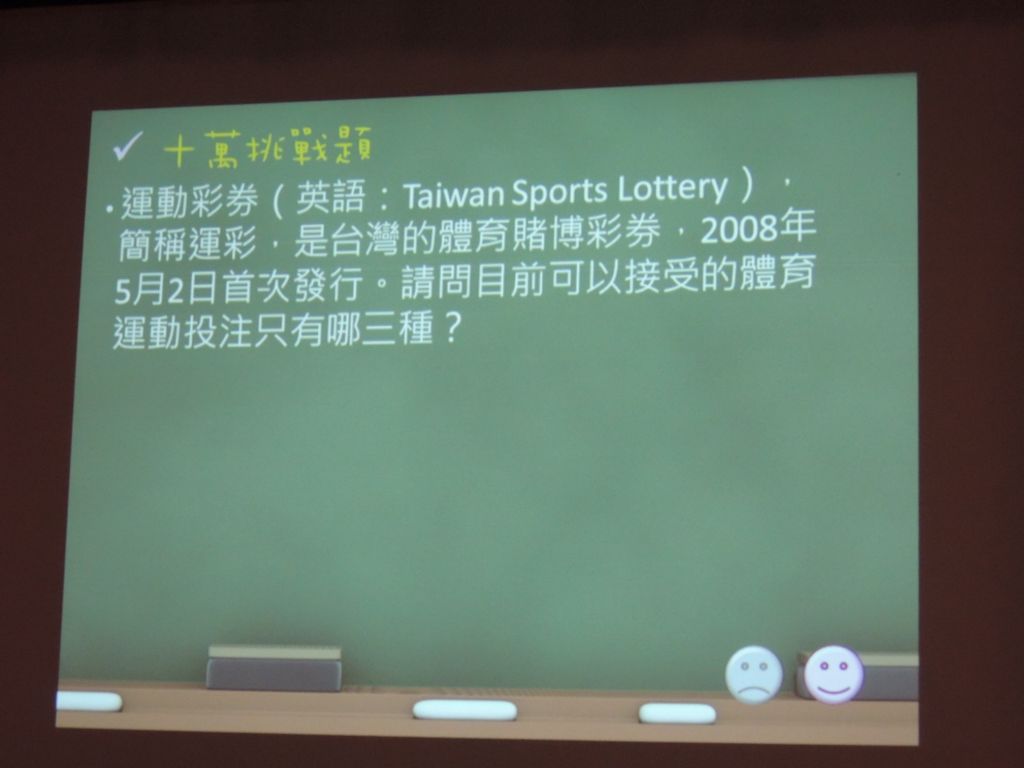 ✓ 十萬挑戰題
•運動彩券（英語：Taiwan Sports Lottery），
簡稱運彩，是台灣的體育賭博彩券，2008年
5月2日首次發行。請問目前可以接受的體育
運動投注只有哪三種？